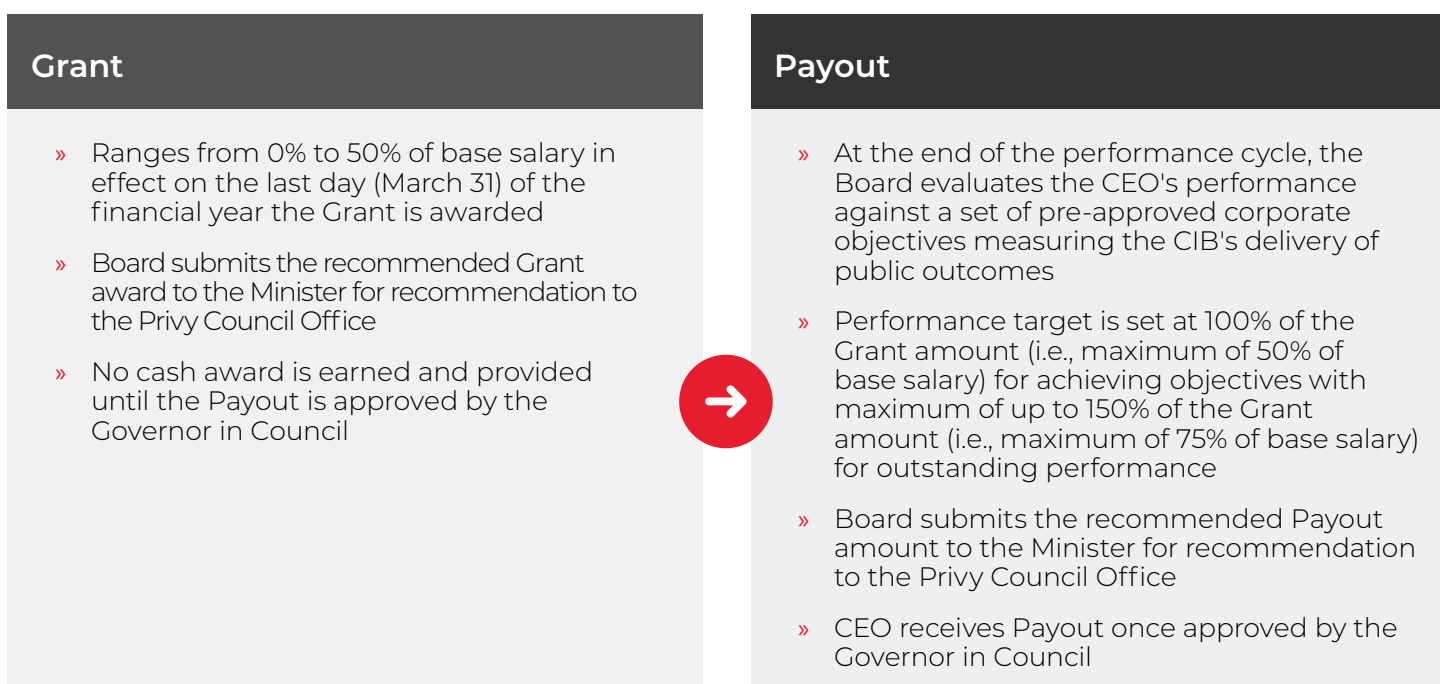 Grant
» Ranges from 0% to 50% of base salary in
effect on the last day (March 31) of the
financial year the Grant is awarded
» Board submits the recommended Grant
award to the Minister for recommendation to
the Privy Council Office
» No cash award is earned and provided
until the Payout is approved by the
Governor in Council
Payout
» At the end of the performance cycle, the
Board evaluates the CEO's performance
against a set of pre-approved corporate
objectives measuring the CIB's delivery of
public outcomes
» Performance target is set at 100% of the
Grant amount (i.e., maximum of 50% of
base salary) for achieving objectives with
maximum of up to 150% of the Grant
amount (i.e., maximum of 75% of base salary)
for outstanding performance
» Board submits the recommended Payout
amount to the Minister for recommendation
to the Privy Council Office
» CEO receives Payout once approved by the
Governor in Council